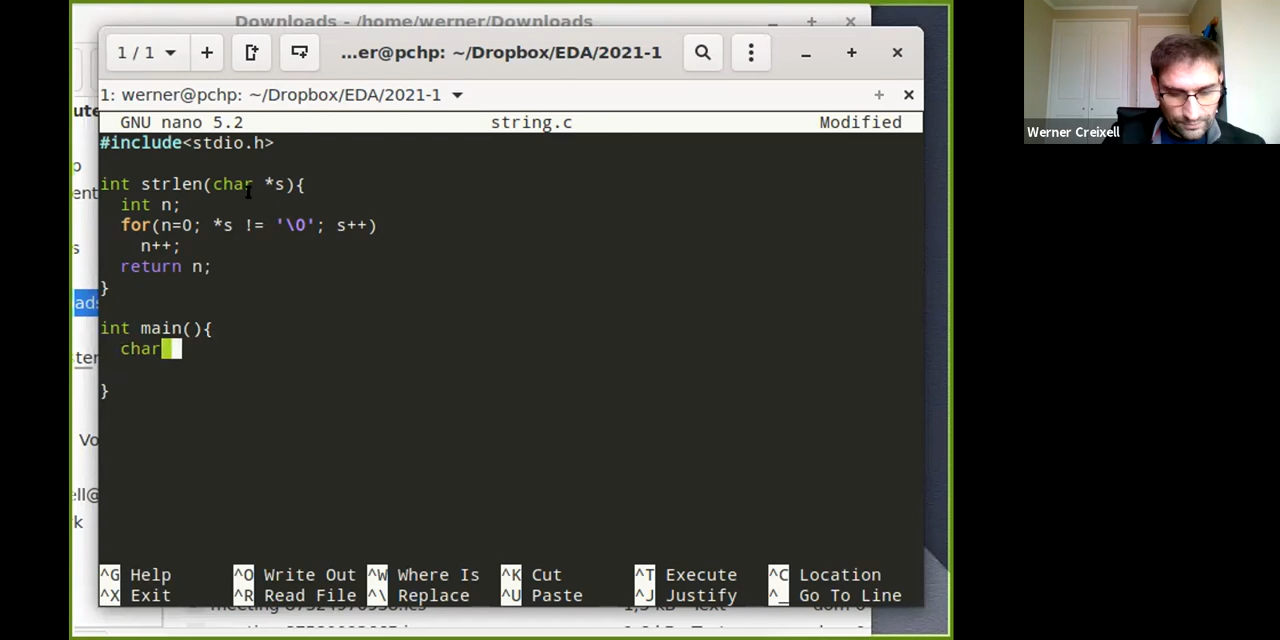 Downloads - /home/werner/Downloads
1 / 1
...er@pchp: ~/Dropbox/EDA/2021-1
1: werner@pchp: ~/Dropbox/EDA/2021-1
GNU nano 5.2 string.c Modified
#include<stdio.h>
int strlen(char *s){
int n;
for(n=0; *s != '\0'; s++)
n++;
return n;
}
int main(){
char
}
^G Help ^O Write Out ^W Where Is ^K Cut ^T Execute ^C Location
^X Exit ^R Read File ^\ Replace ^U Paste ^J Justify ^_ Go To Line
Werner Creixell